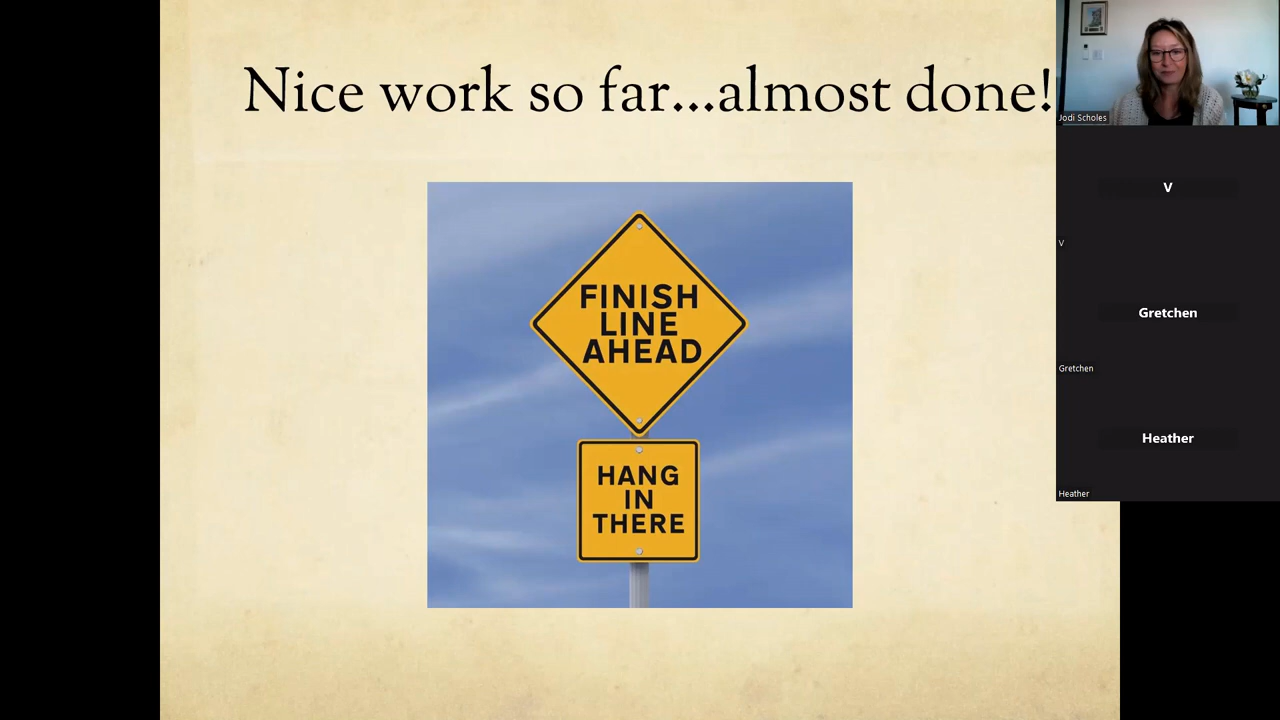 Nice work so far...almost done!
FINISH
LINE
AHEAD
HANG
IN
THERE
Jodi Scholes
V
V
Gretchen
Gretchen
Heather
Heather